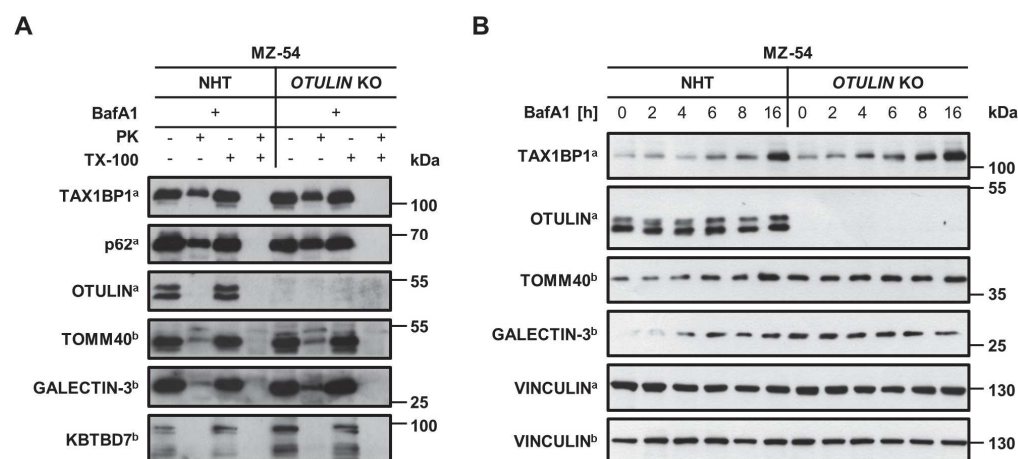 A
MZ-54
NHT OTULIN KO
BafA1 + +
PK - + - + - + - +
TX-100 - - + + - - + + kDa
TAX1BP1ᵃ 100
p62ᵃ 70
OTULINᵃ 55
TOMM40ᵇ 55
GALECTIN-3ᵇ 25
KBTBD7ᵇ 100
B
MZ-54
NHT OTULIN KO
BafA1 [h] 0 2 4 6 8 16 0 2 4 6 8 16 kDa
TAX1BP1ᵃ 100
OTULINᵃ 55
TOMM40ᵇ 35
GALECTIN-3ᵇ 25
VINCULINᵃ 130
VINCULINᵇ 130